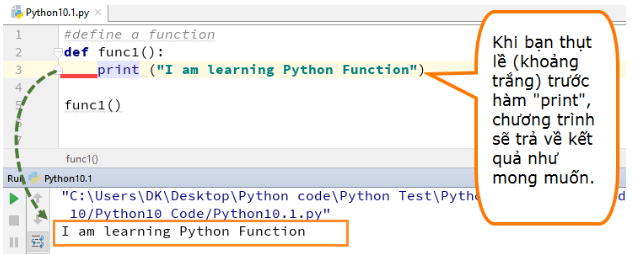 Python10.1.py ×
1 #define a function
2 def func1():
3 print ("I am learning Python Function")
4
5 func1()
6
7
func1()
Run Python10.1
"C:\Users\DK\Desktop\Python code\Python Test\Pytho
10/Python10 Code/Python10.1.py"
I am learning Python Function
Khi bạn thụt
lề (khoảng
trắng) trước
hàm "print",
chương trình
sẽ trả về kết
quả như
mong muốn.